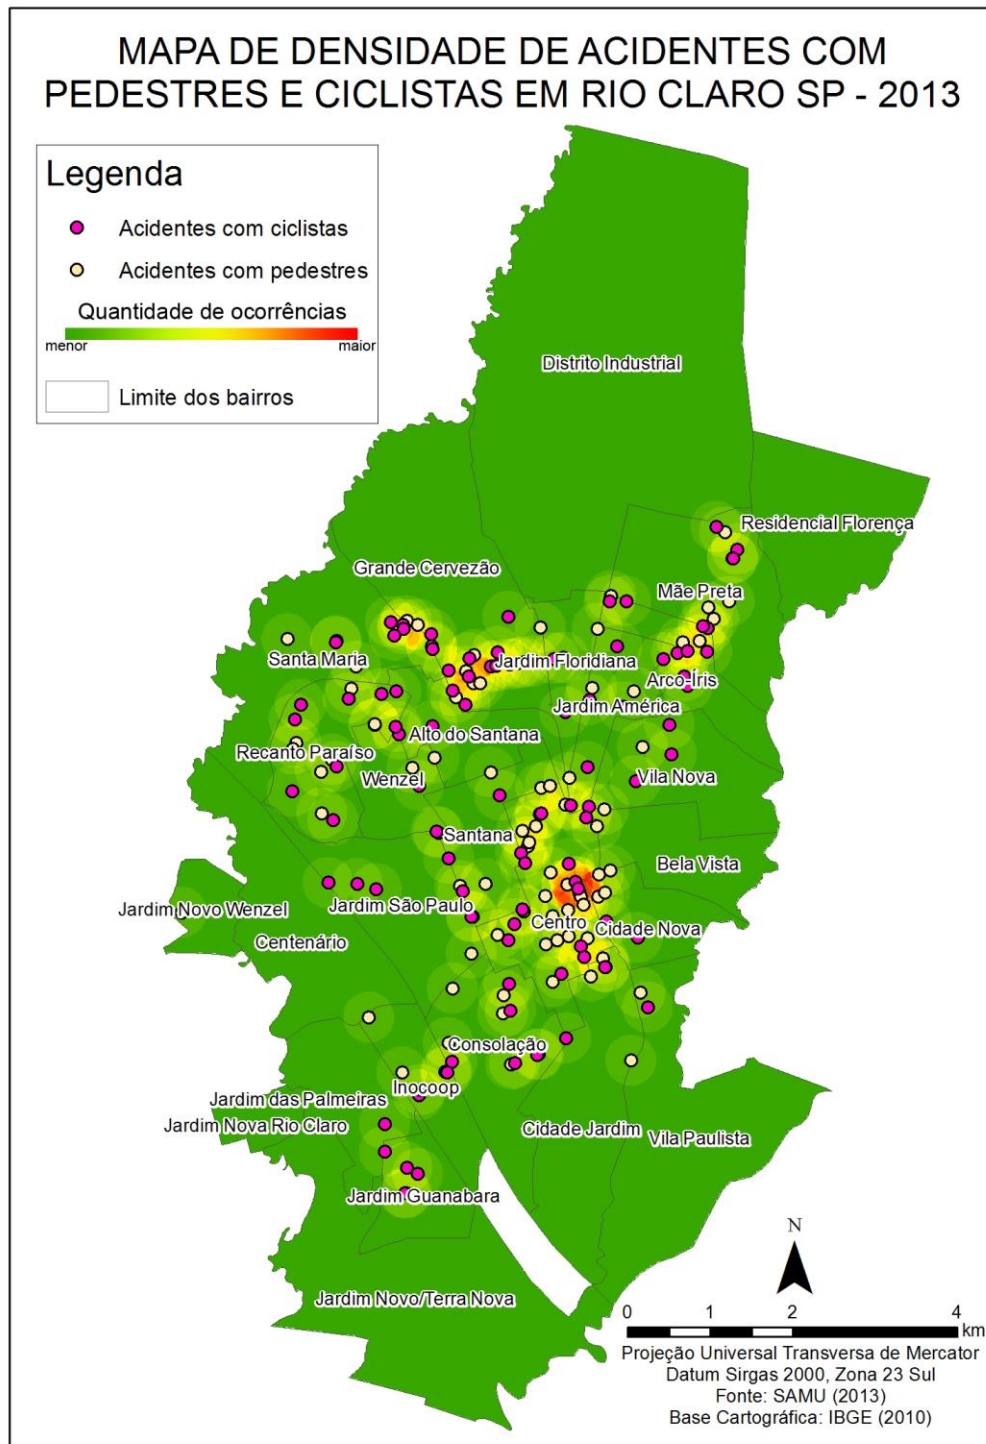 MAPA DE DENSIDADE DE ACIDENTES COM
PEDESTRES E CICLISTAS EM RIO CLARO SP - 2013
Legenda
Acidentes com ciclistas
Acidentes com pedestres
Quantidade de ocorrências
menor maior
Limite dos bairros
Distrito Industrial
Residencial Florença
Grande Cervezão
Mãe Preta
Santa Maria
Jardim Floridiana
Arco-Íris
Jardim América
Alto do Santana
Recanto Paraíso
Wenzel
Vila Nova
Santana
Bela Vista
Jardim Novo Wenzel
Jardim São Paulo
Centro
Cidade Nova
Centenário
Consolação
Inocoop
Jardim das Palmeiras
Jardim Nova Rio Claro
Cidade Jardim
Vila Paulista
Jardim Guanabara
N
Jardim Novo/Terra Nova
0 1 2 4
km
Projeção Universal Transversa de Mercator
Datum Sirgas 2000, Zona 23 Sul
Fonte: SAMU (2013)
Base Cartográfica: IBGE (2010)